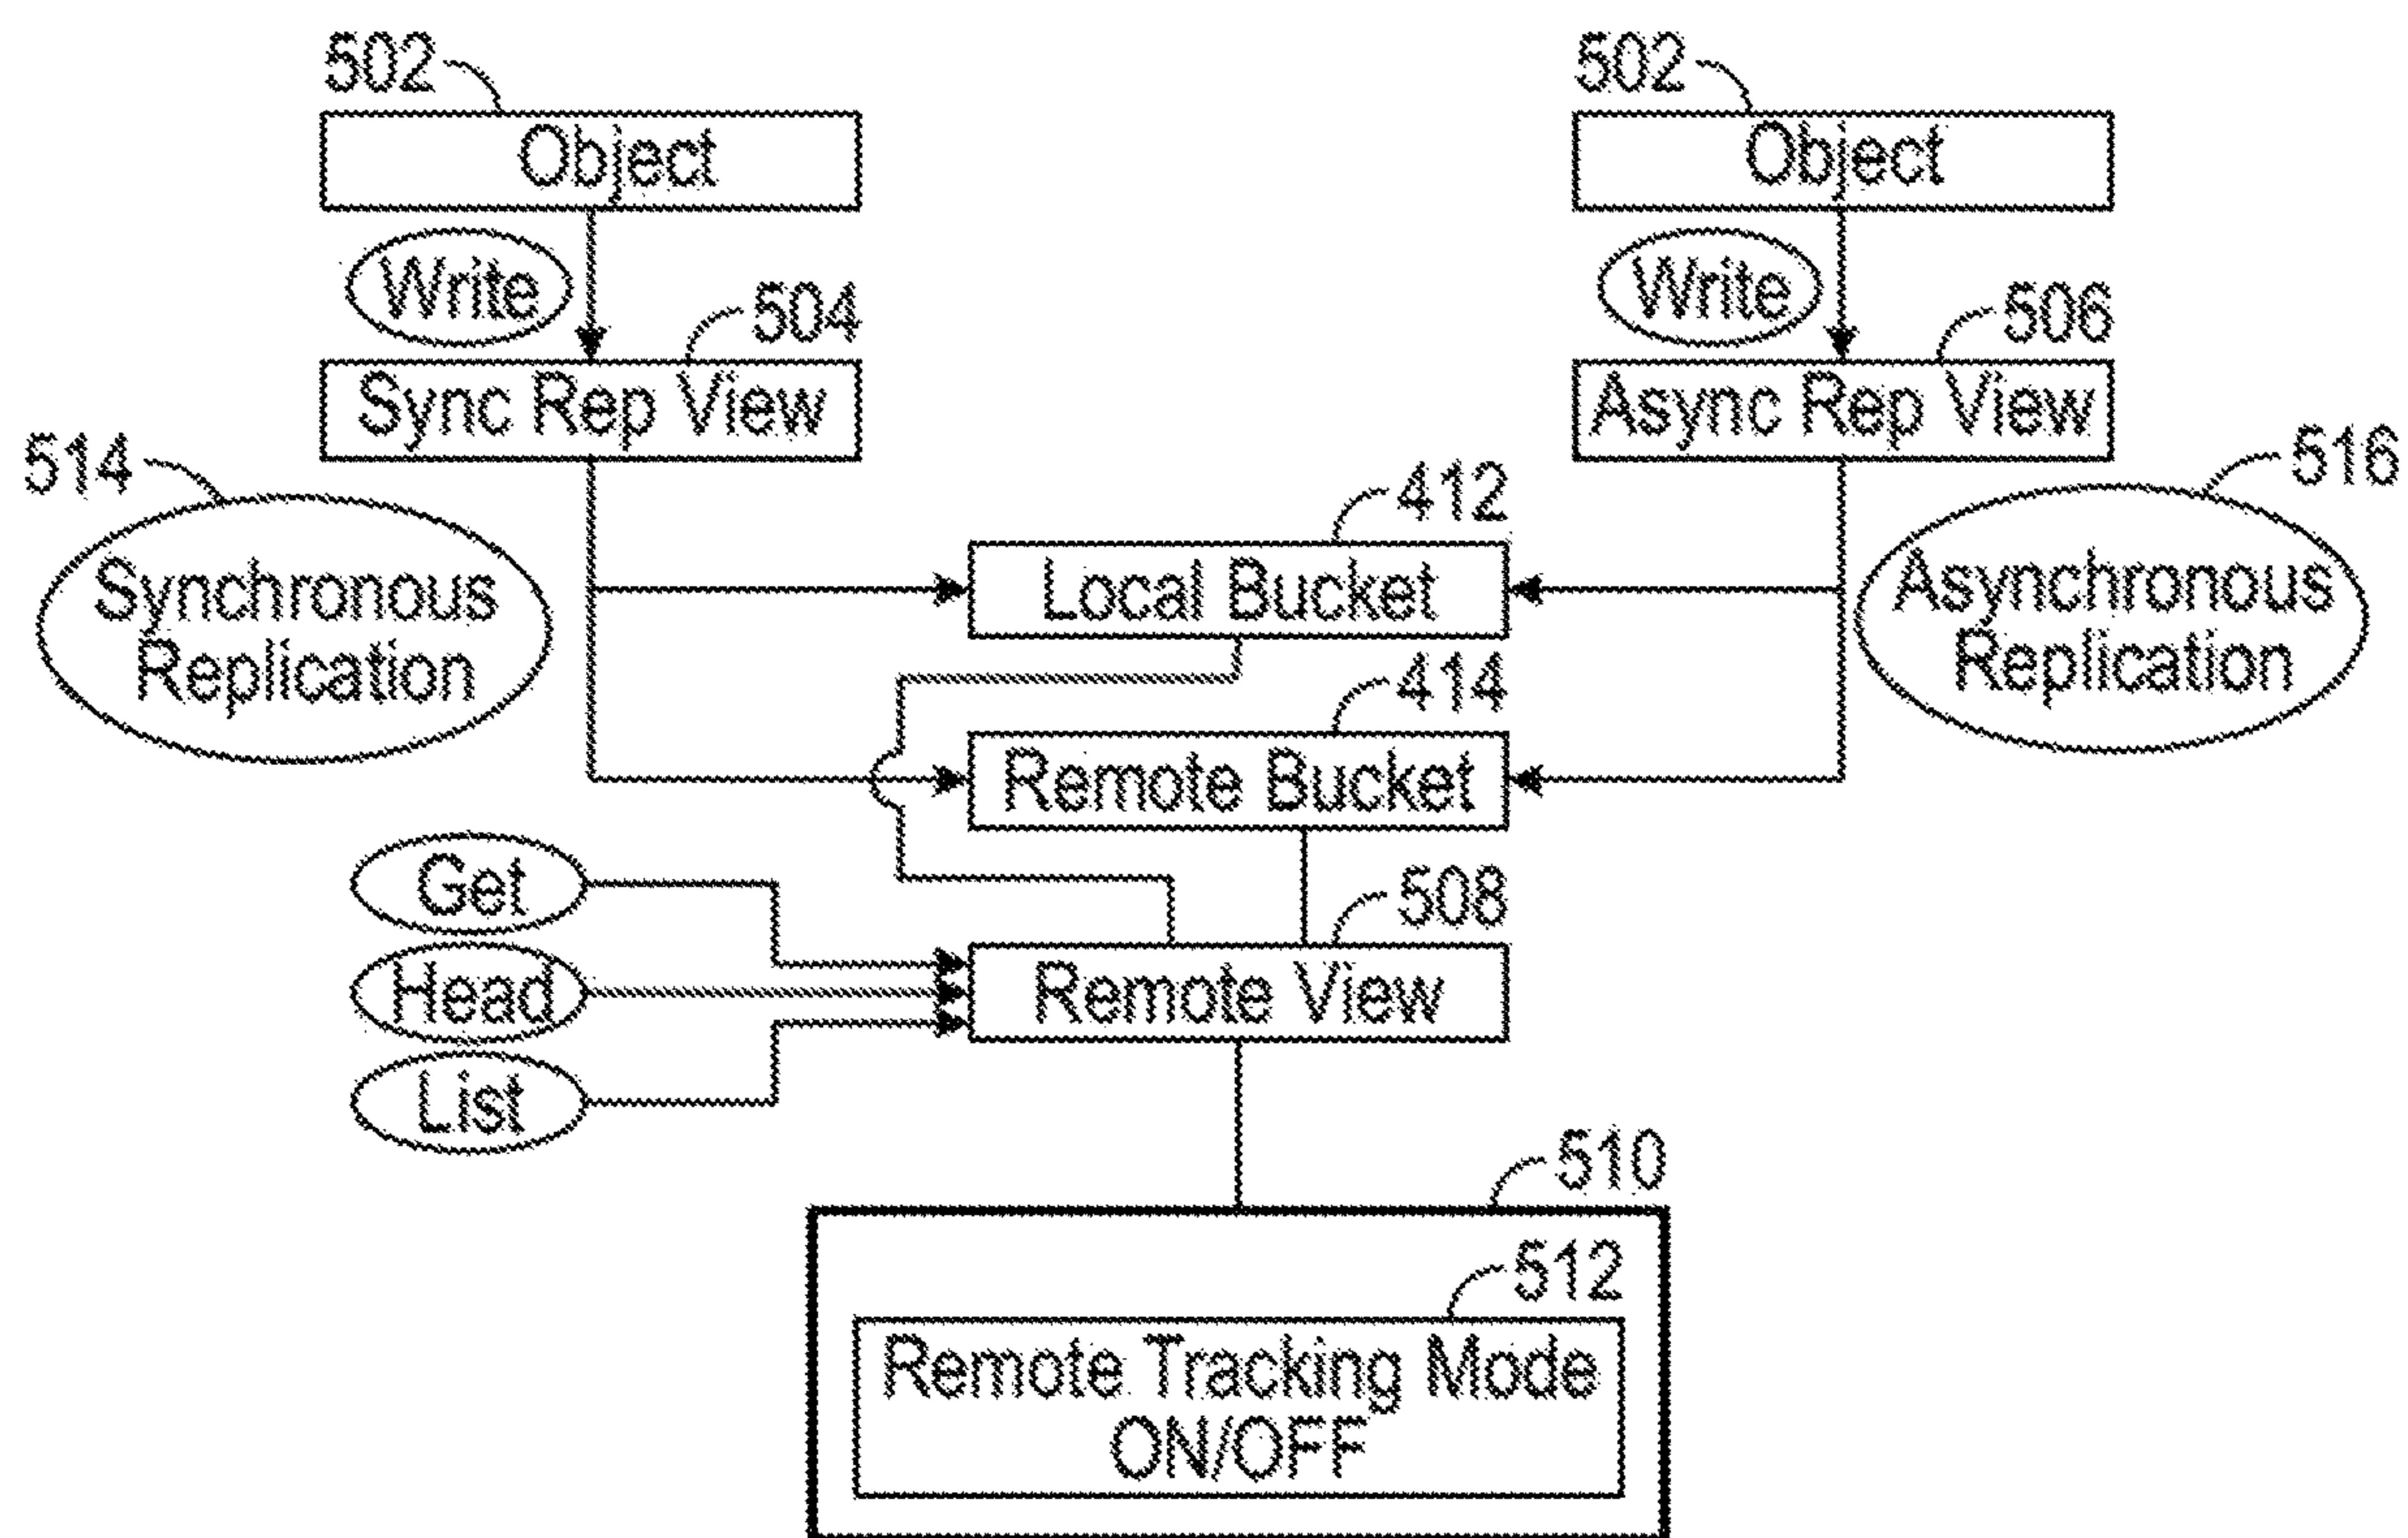 502
502
Object
Object
Write
Write
504
506
Sync Rep View
Async Rep View
514
516
412
Synchronous
Replication
Local Bucket
Asynchronous
Replication
414
Remote Bucket
Get
508
Head
Remote View
List
510
512
Remote Tracking Mode
ON/OFF